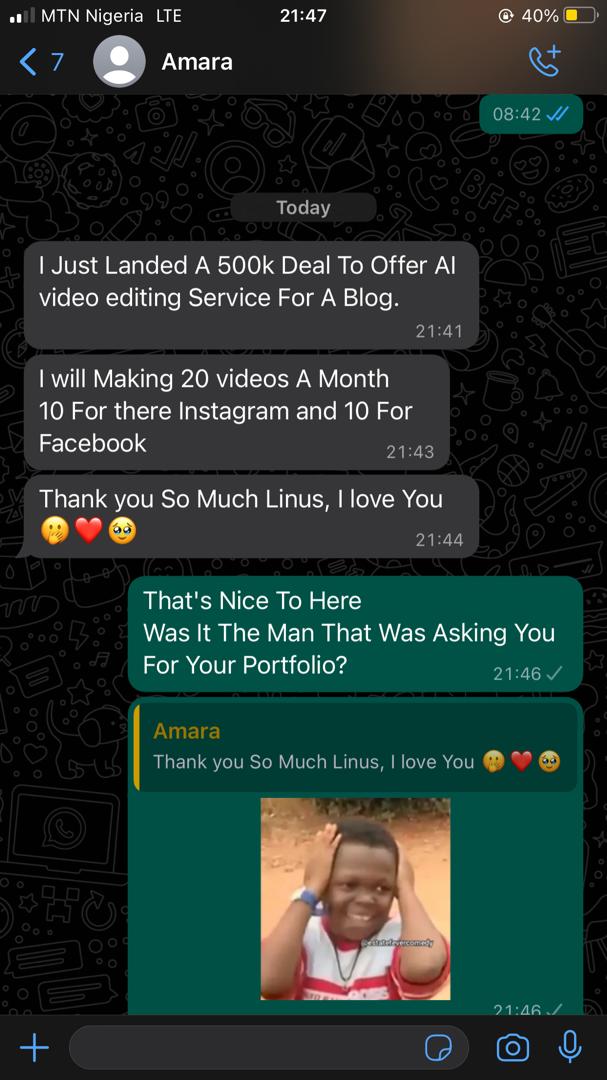 MTN Nigeria LTE 21:47 40%
7 Amara
08:42
BFF
Today
I Just Landed A 500k Deal To Offer AI
video editing Service For A Blog.
21:41
I will Making 20 videos A Month
10 For there Instagram and 10 For
Facebook
21:43
Thank you So Much Linus, I love You
🤭❤️🥹
21:44
That's Nice To Here
Was It The Man That Was Asking You
For Your Portfolio?
21:46
Amara
Thank you So Much Linus, I love You 🤭❤️🥹
@estatefevercomedy
21:46